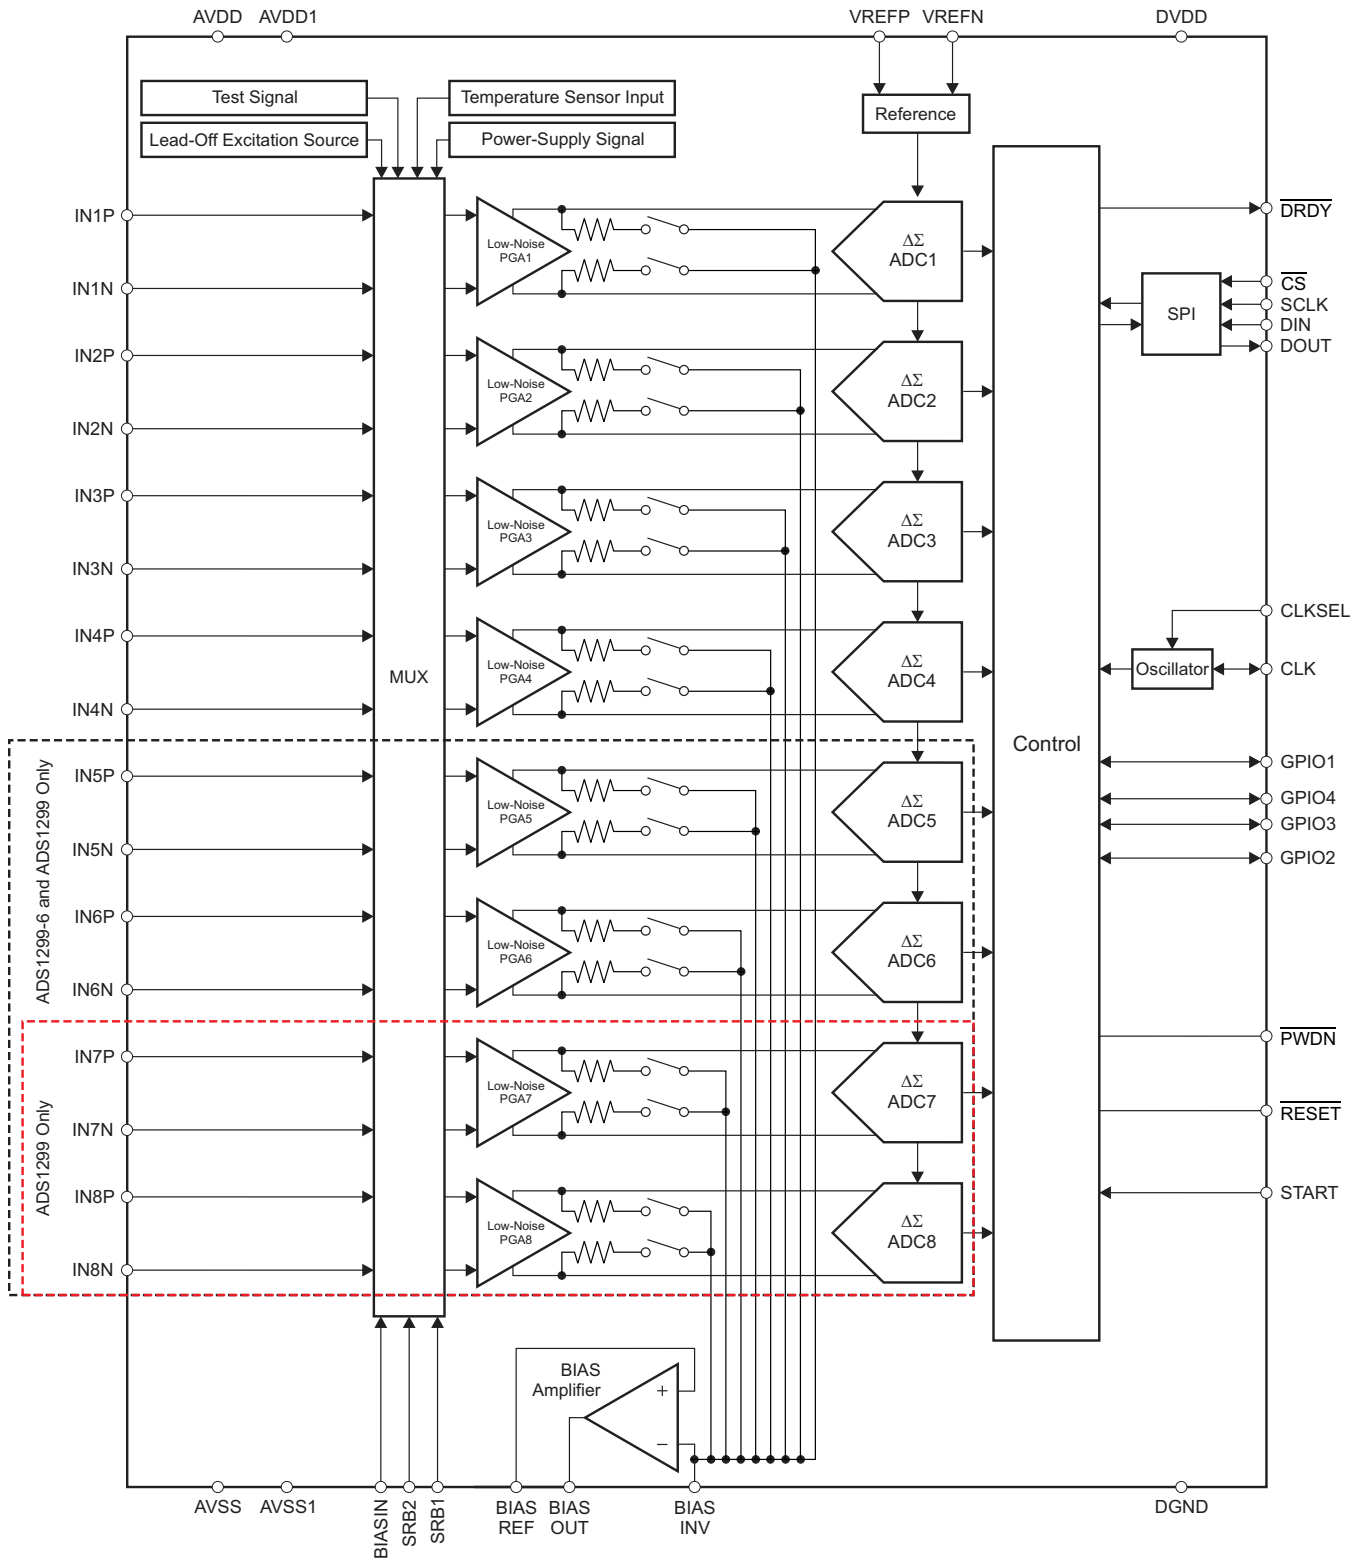 AVDD AVDD1 VREFP VREFN DVDD
Test Signal
Temperature Sensor Input
Lead-Off Excitation Source
Power-Supply Signal
Reference
IN1P
IN1N
IN2P
IN2N
IN3P
IN3N
IN4P
IN4N
IN5P
IN5N
IN6P
IN6N
IN7P
IN7N
IN8P
IN8N
ADS1299-6 and ADS1299 Only
ADS1299 Only
MUX
Low-Noise
PGA1
Low-Noise
PGA2
Low-Noise
PGA3
Low-Noise
PGA4
Low-Noise
PGA5
Low-Noise
PGA6
Low-Noise
PGA7
Low-Noise
PGA8
ΔΣ
ADC1
ΔΣ
ADC2
ΔΣ
ADC3
ΔΣ
ADC4
ΔΣ
ADC5
ΔΣ
ADC6
ΔΣ
ADC7
ΔΣ
ADC8
Control
SPI
Oscillator
DRDY
CS
SCLK
DIN
DOUT
CLKSEL
CLK
GPIO1
GPIO4
GPIO3
GPIO2
PWDN
RESET
START
BIAS
Amplifier
+
−
AVSS AVSS1
BIASIN
SRB2
SRB1
BIAS
REF
BIAS
OUT
BIAS
INV
DGND